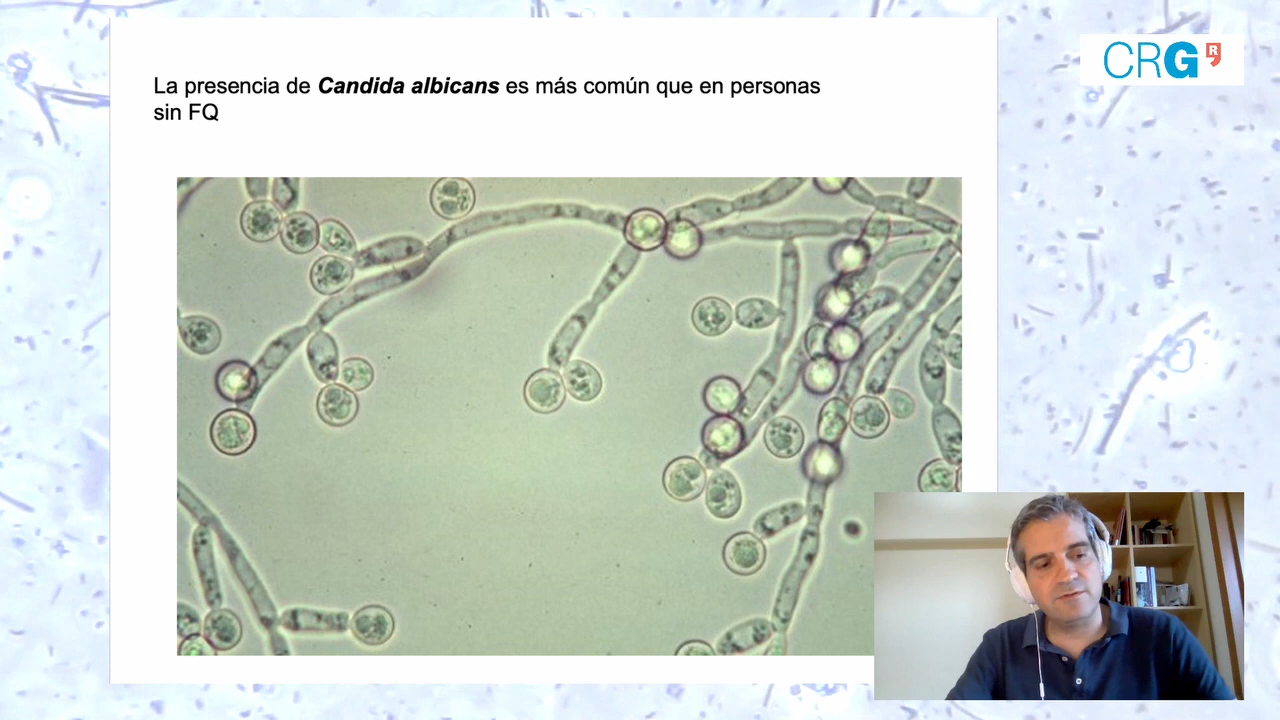 La presencia de Candida albicans es más común que en personas
sin FQ
CRG
R